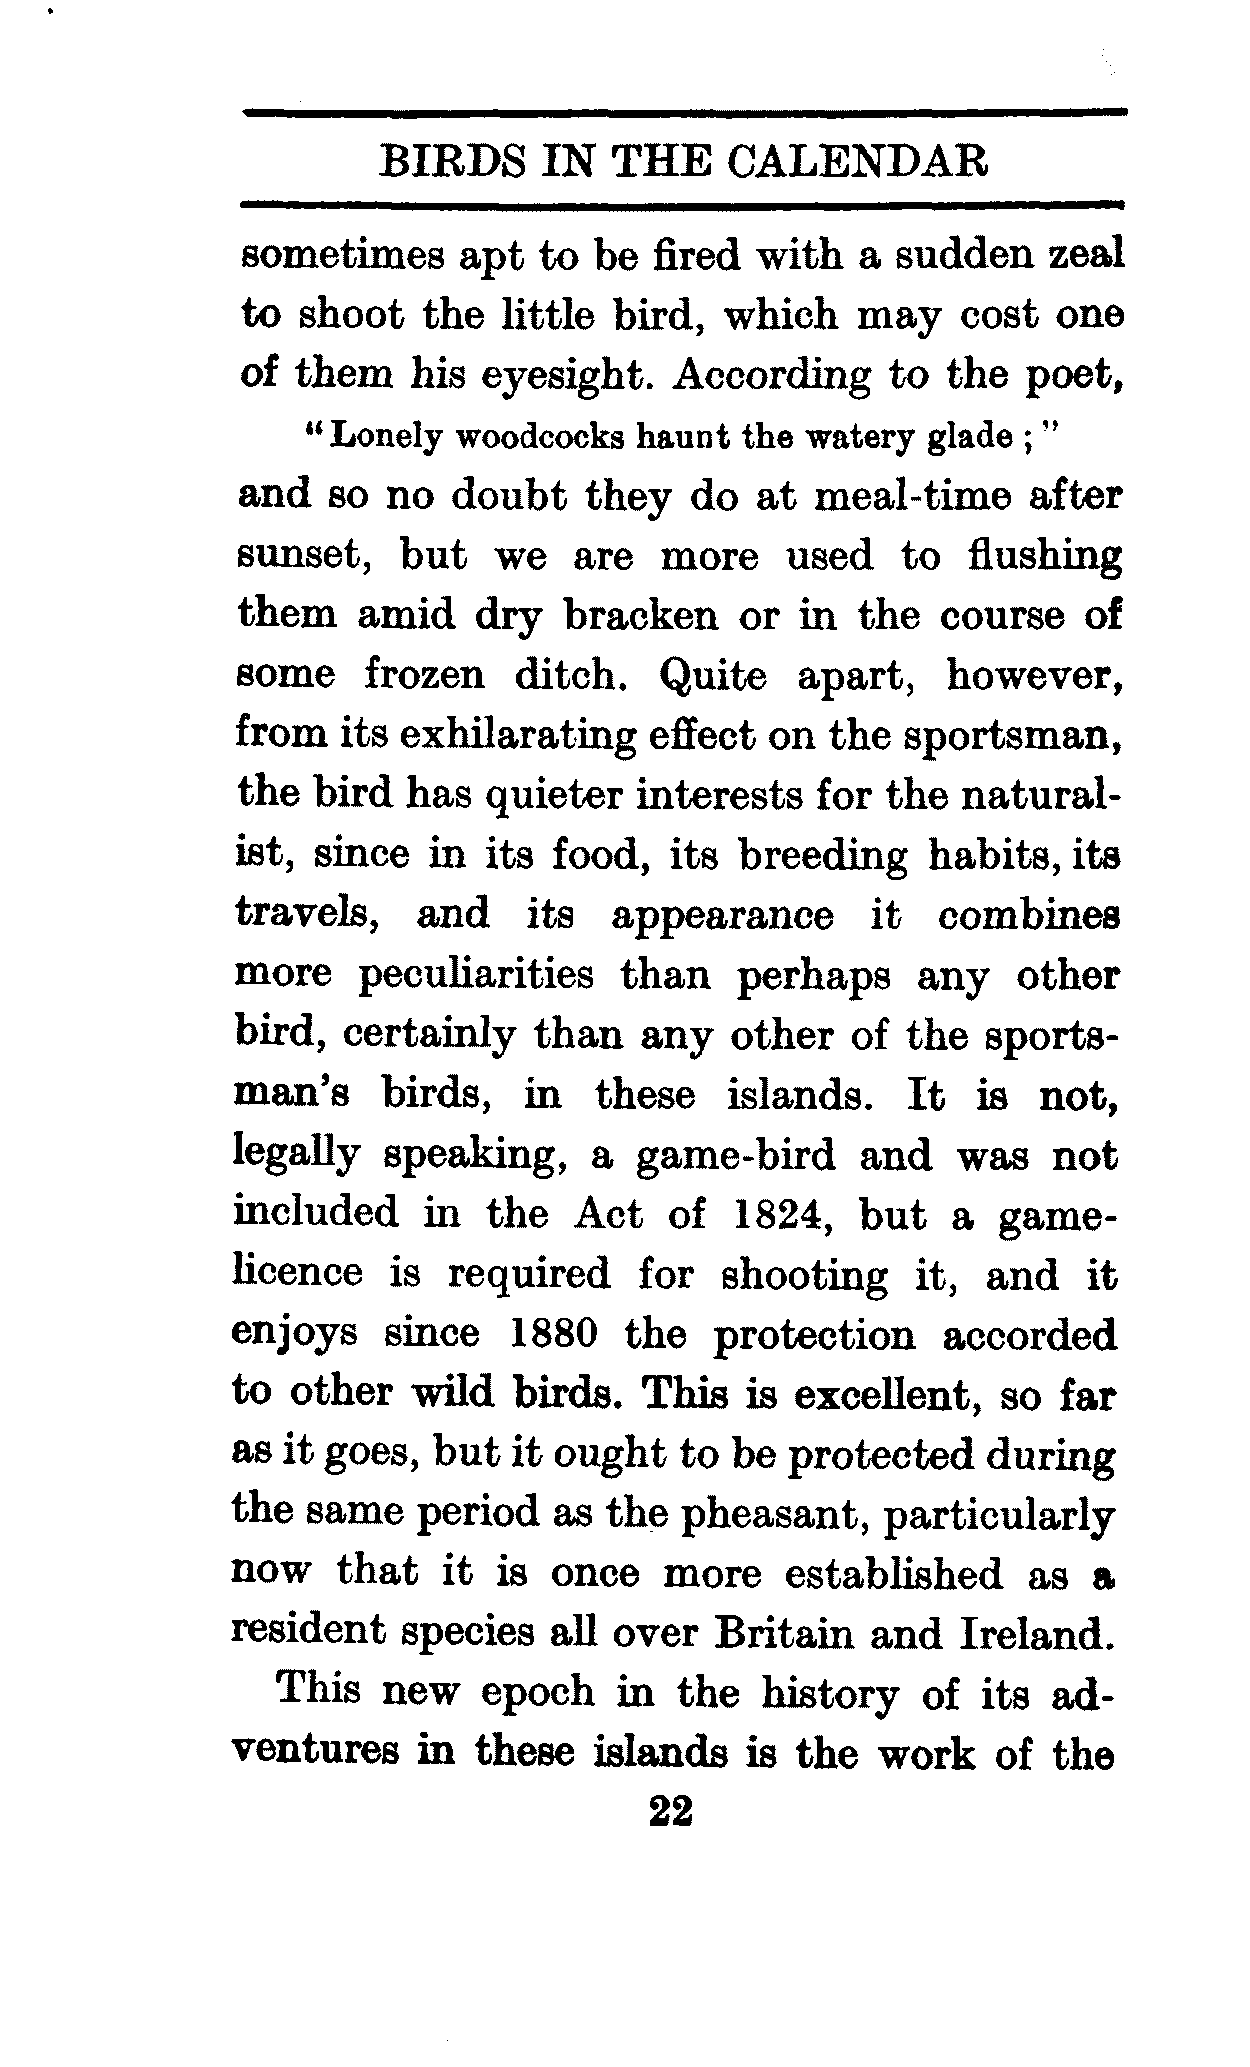 BIRDS IN THE CALENDAR
sometimes apt to be fired with a sudden zeal
to shoot the little bird, which may cost one
of them his eyesight. According to the poet,
“Lonely woodcocks haunt the watery glade ;”
and so no doubt they do at meal-time after
sunset, but we are more used to flushing
them amid dry bracken or in the course of
some frozen ditch. Quite apart, however,
from its exhilarating effect on the sportsman,
the bird has quieter interests for the natural-
ist, since in its food, its breeding habits, its
travels, and its appearance it combines
more peculiarities than perhaps any other
bird, certainly than any other of the sports-
man's birds, in these islands. It is not,
legally speaking, a game-bird and was not
included in the Act of 1824, but a game-
licence is required for shooting it, and it
enjoys since 1880 the protection accorded
to other wild birds. This is excellent, so far
as it goes, but it ought to be protected during
the same period as the pheasant, particularly
now that it is once more established as a
resident species all over Britain and Ireland.
This new epoch in the history of its ad-
ventures in these islands is the work of the
22